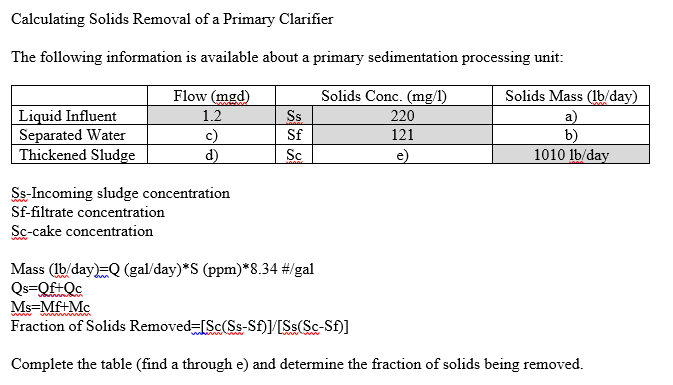 Calculating Solids Removal of a Primary Clarifier
The following information is available about a primary sedimentation processing unit:
Flow (mgd) Solids Conc. (mg/l) Solids Mass (lb/day)
Liquid Influent 1.2 Ss 220 a)
Separated Water c) Sf 121 b)
Thickened Sludge d) Sc e) 1010 lb/day
Ss-Incoming sludge concentration
Sf-filtrate concentration
Sc-cake concentration
Mass (lb/day)=Q (gal/day)*S (ppm)*8.34 #/gal
Qs=Qf+Qc
Ms=Mf+Mc
Fraction of Solids Removed=[Sc(Ss-Sf)]/[Ss(Sc-Sf)]
Complete the table (find a through e) and determine the fraction of solids being removed.